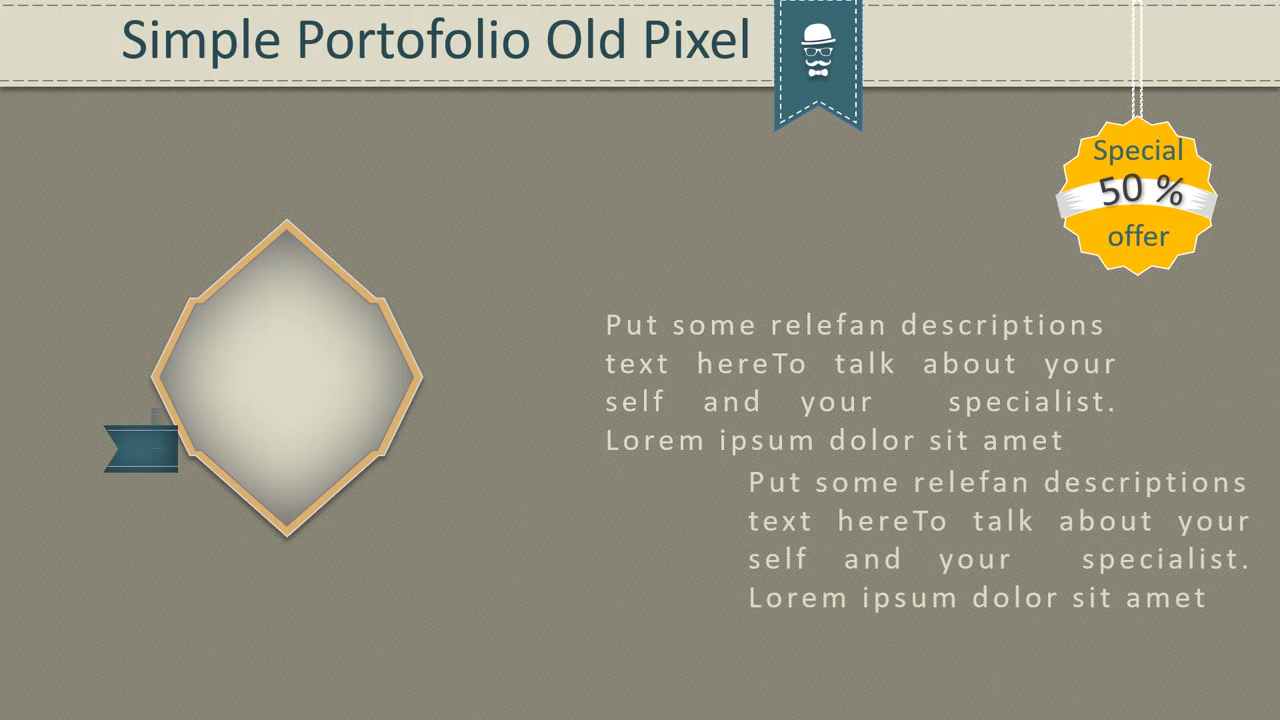 Simple Portofolio Old Pixel
Special
50 %
offer
Put some relefan descriptions
text hereTo talk about your
self and your specialist.
Lorem ipsum dolor sit amet
Put some relefan descriptions
text hereTo talk about your
self and your specialist.
Lorem ipsum dolor sit amet